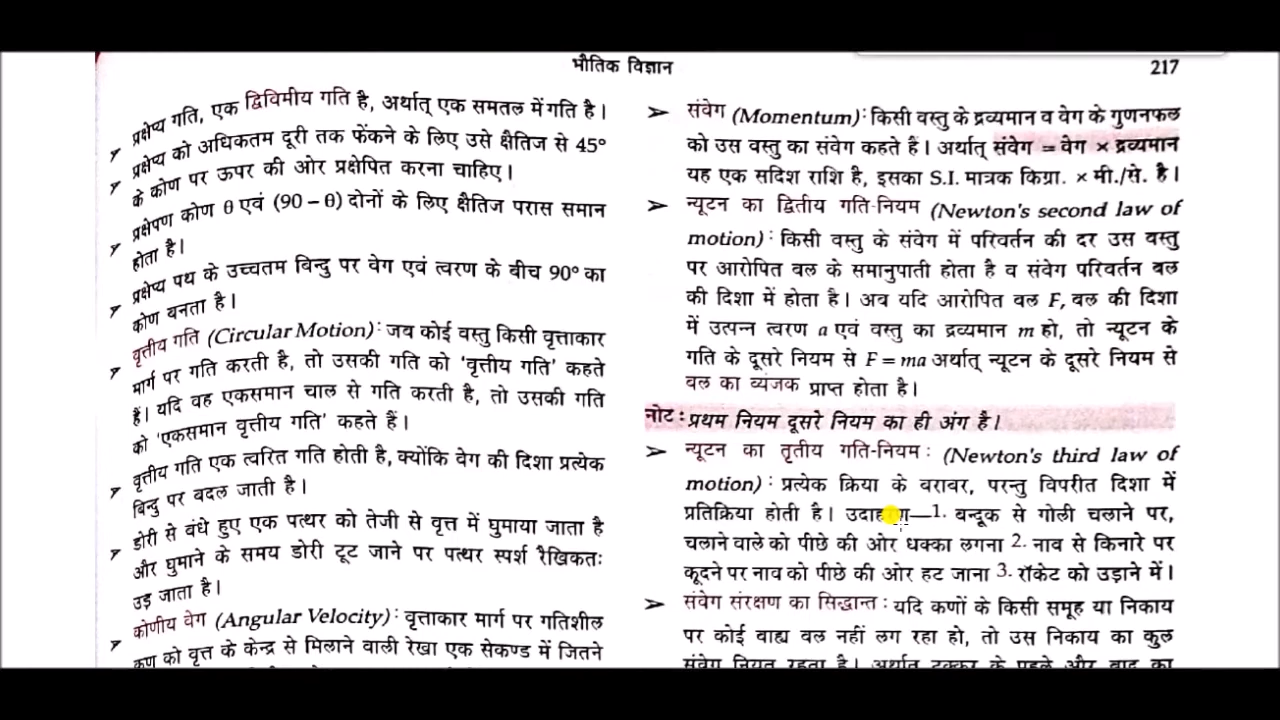 भौतिक विज्ञान
217
प्रक्षेप्य गति, एक द्विविमीय गति है, अर्थात् एक समतल में गति है।
प्रक्षेप्य को अधिकतम दूरी तक फेंकने के लिए उसे क्षैतिज से 45°
के कोण पर ऊपर की ओर प्रक्षेपित करना चाहिए।
प्रक्षेपण कोण θ एवं (90 – θ) दोनों के लिए क्षैतिज परास समान
होता है।
प्रक्षेप्य पथ के उच्चतम बिन्दु पर वेग एवं त्वरण के बीच 90° का
कोण बनता है।
वृत्तीय गति (Circular Motion): जब कोई वस्तु किसी वृत्ताकार
मार्ग पर गति करती है, तो उसकी गति को 'वृत्तीय गति' कहते
हैं। यदि वह एकसमान चाल से गति करती है, तो उसकी गति
को 'एकसमान वृत्तीय गति' कहते हैं।
वृत्तीय गति एक त्वरित गति होती है, क्योंकि वेग की दिशा प्रत्येक
बिन्दु पर बदल जाती है।
डोरी से बंधे हुए एक पत्थर को तेजी से वृत्त में घुमाया जाता है
और घुमाने के समय डोरी टूट जाने पर पत्थर स्पर्श रैखिकतः
उड़ जाता है।
कोणीय वेग (Angular Velocity): वृत्ताकार मार्ग पर गतिशील
कण को वृत्त के केन्द्र से मिलाने वाली रेखा एक सेकण्ड में जितने
➢ संवेग (Momentum): किसी वस्तु के द्रव्यमान व वेग के गुणनफल
को उस वस्तु का संवेग कहते हैं। अर्थात् संवेग = वेग × द्रव्यमान
यह एक सदिश राशि है, इसका S.I. मात्रक किग्रा. × मी./से. है।
➢ न्यूटन का द्वितीय गति-नियम (Newton's second law of
motion): किसी वस्तु के संवेग में परिवर्तन की दर उस वस्तु
पर आरोपित बल के समानुपाती होता है व संवेग परिवर्तन बल
की दिशा में होता है। अब यदि आरोपित बल F, बल की दिशा
में उत्पन्न त्वरण a एवं वस्तु का द्रव्यमान m हो, तो न्यूटन के
गति के दूसरे नियम से F = ma अर्थात् न्यूटन के दूसरे नियम से
बल का व्यंजक प्राप्त होता है।
नोट: प्रथम नियम दूसरे नियम का ही अंग है।
➢ न्यूटन का तृतीय गति-नियम: (Newton's third law of
motion): प्रत्येक क्रिया के बराबर, परन्तु विपरीत दिशा में
प्रतिक्रिया होती है। उदाहरण—1. बन्दूक से गोली चलाने पर,
चलाने वाले को पीछे की ओर धक्का लगना 2. नाव से किनारे पर
कूदने पर नाव को पीछे की ओर हट जाना 3. रॉकेट को उड़ाने में।
➢ संवेग संरक्षण का सिद्धान्त: यदि कणों के किसी समूह या निकाय
पर कोई बाह्य बल नहीं लग रहा हो, तो उस निकाय का कुल
संवेग नियत रहता है। अर्थात् टक्कर के पहले और बाद का